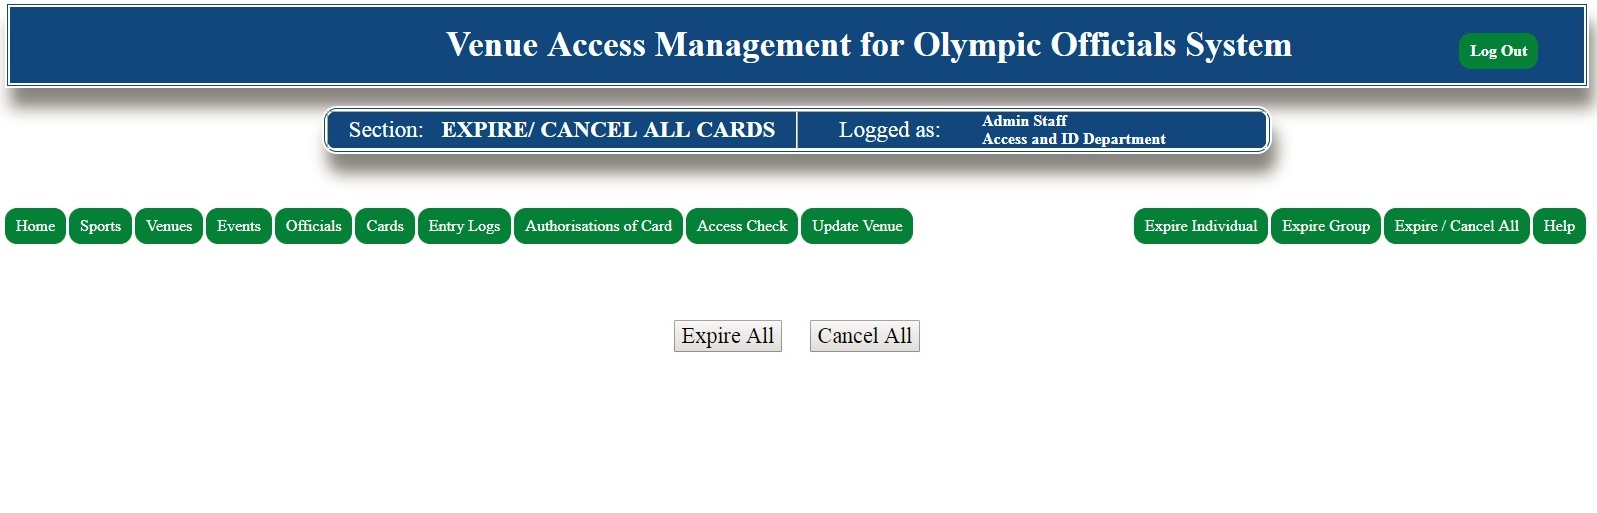 Venue Access Management for Olympic Officials System
Log Out
Section: EXPIRE/ CANCEL ALL CARDS
Logged as: Admin Staff
Access and ID Department
Home Sports Venues Events Officials Cards Entry Logs Authorisations of Card Access Check Update Venue Expire Individual Expire Group Expire / Cancel All Help
Expire All Cancel All